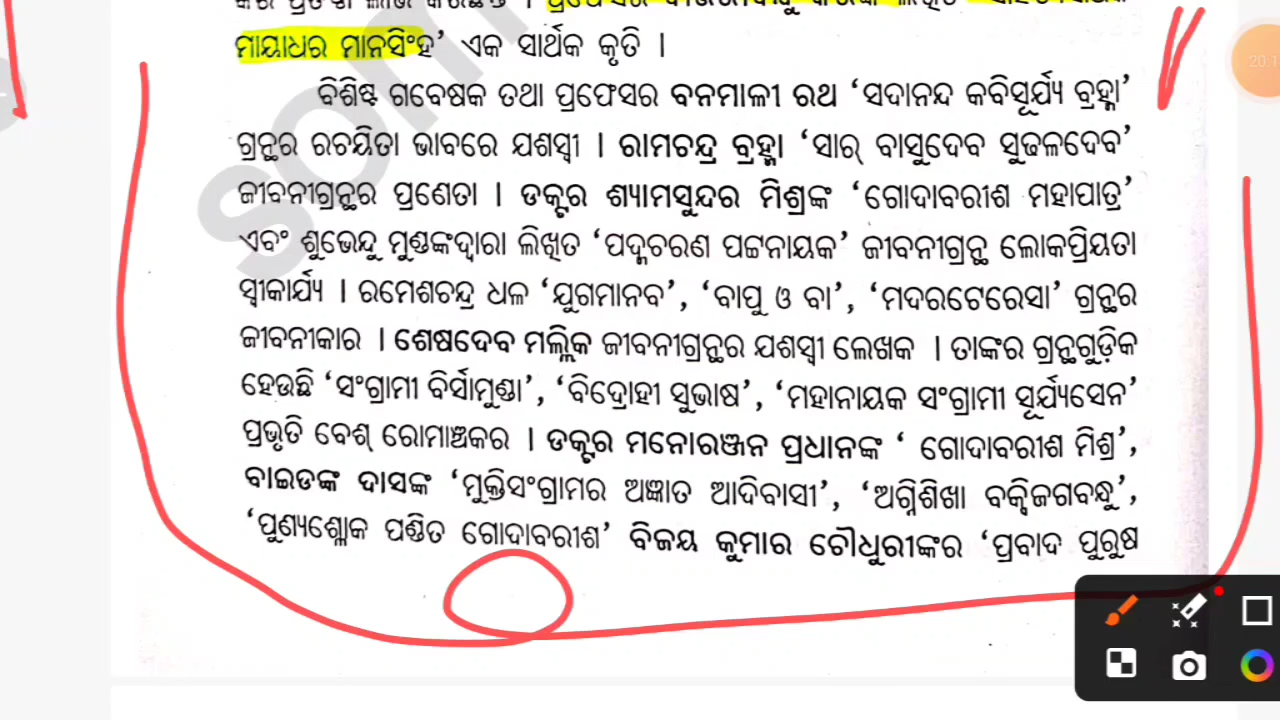 ମାୟାଧର ମାନସିଂହ’ ଏକ ସାର୍ଥକ କୃତି ।
ବିଶିଷ୍ଟ ଗବେଷକ ତଥା ପ୍ରଫେସର ବନମାଳୀ ରଥ ‘ସଦାନନ୍ଦ କବିସୂର୍ଯ୍ୟ ବ୍ରହ୍ମା’
ଗ୍ରନ୍ଥର ରଚୟିତା ଭାବରେ ଯଶସ୍ୱୀ । ରାମଚନ୍ଦ୍ର ବ୍ରହ୍ମା ‘ସାର୍ ବାସୁଦେବ ସୁଢଳଦେବ’
ଜୀବନୀଗ୍ରନ୍ଥର ପ୍ରଣେତା । ଡକ୍ଟର ଶ୍ୟାମସୁନ୍ଦର ମିଶ୍ରଙ୍କ ‘ଗୋଦାବରୀଶ ମହାପାତ୍ର’
ଏବଂ ଶୁଭେନ୍ଦୁ ମୁଣ୍ଡଙ୍କଦ୍ୱାରା ଲିଖିତ ‘ପଦ୍ମଚରଣ ପଟ୍ଟନାୟକ’ ଜୀବନୀଗ୍ରନ୍ଥ ଲୋକପ୍ରିୟତା
ସ୍ୱୀକାର୍ଯ୍ୟ । ରମେଶଚନ୍ଦ୍ର ଧଳ ‘ଯୁଗମାନବ’, ‘ବାପୁ ଓ ବା’, ‘ମଦରଟେରେସା’ ଗ୍ରନ୍ଥର
ଜୀବନୀକାର । ଶେଷଦେବ ମଲ୍ଲିକ ଜୀବନୀଗ୍ରନ୍ଥର ଯଶସ୍ୱୀ ଲେଖକ । ତାଙ୍କର ଗ୍ରନ୍ଥଗୁଡ଼ିକ
ହେଉଛି ‘ସଂଗ୍ରାମୀ ବିର୍ସାମୁଣ୍ଡା’, ‘ବିଦ୍ରୋହୀ ସୁଭାଷ’, ‘ମହାନାୟକ ସଂଗ୍ରାମୀ ସୂର୍ଯ୍ୟସେନ’
ପ୍ରଭୃତି ବେଶ୍ ରୋମାଞ୍ଚକର । ଡକ୍ଟର ମନୋରଞ୍ଜନ ପ୍ରଧାନଙ୍କ ‘ ଗୋଦାବରୀଶ ମିଶ୍ର’,
ବାଇଡଙ୍କ ଦାସଙ୍କ ‘ମୁକ୍ତିସଂଗ୍ରାମର ଅଜ୍ଞାତ ଆଦିବାସୀ’, ‘ଅଗ୍ନିଶିଖା ବକ୍ସିଜଗବନ୍ଧୁ’,
‘ପୁଣ୍ୟଶ୍ଳୋକ ପଣ୍ଡିତ ଗୋଦାବରୀଶ’ ବିଜୟ କୁମାର ଚୌଧୁରୀଙ୍କର ‘ପ୍ରବାଦ ପୁରୁଷ